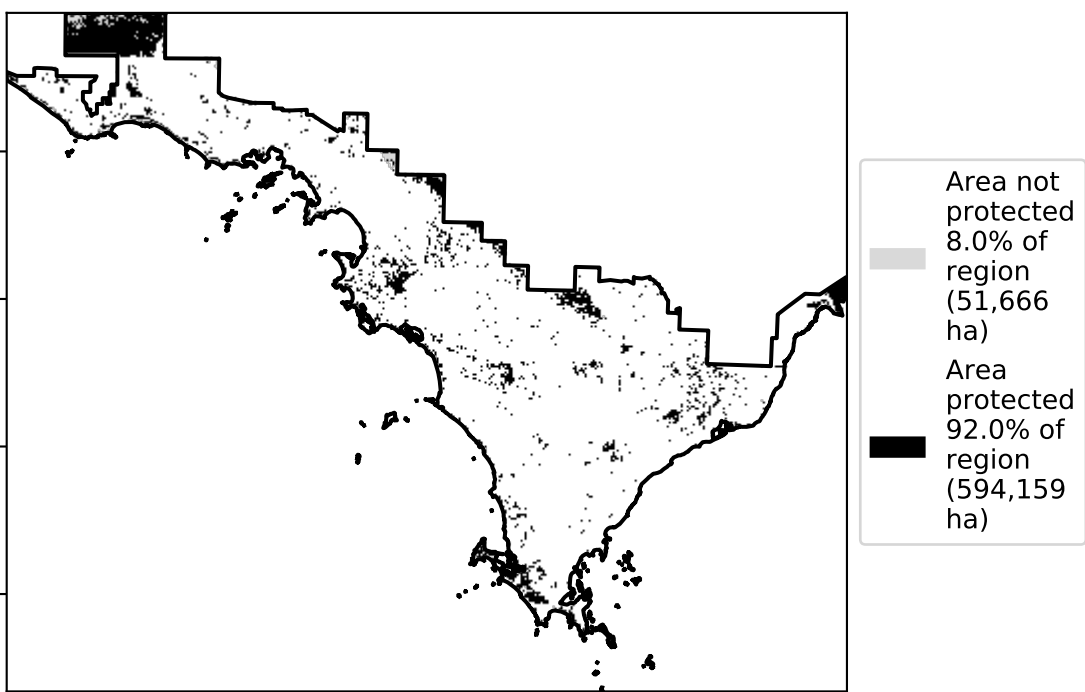 Area not
protected
8.0% of
region
(51,666
ha)
Area
protected
92.0% of
region
(594,159
ha)